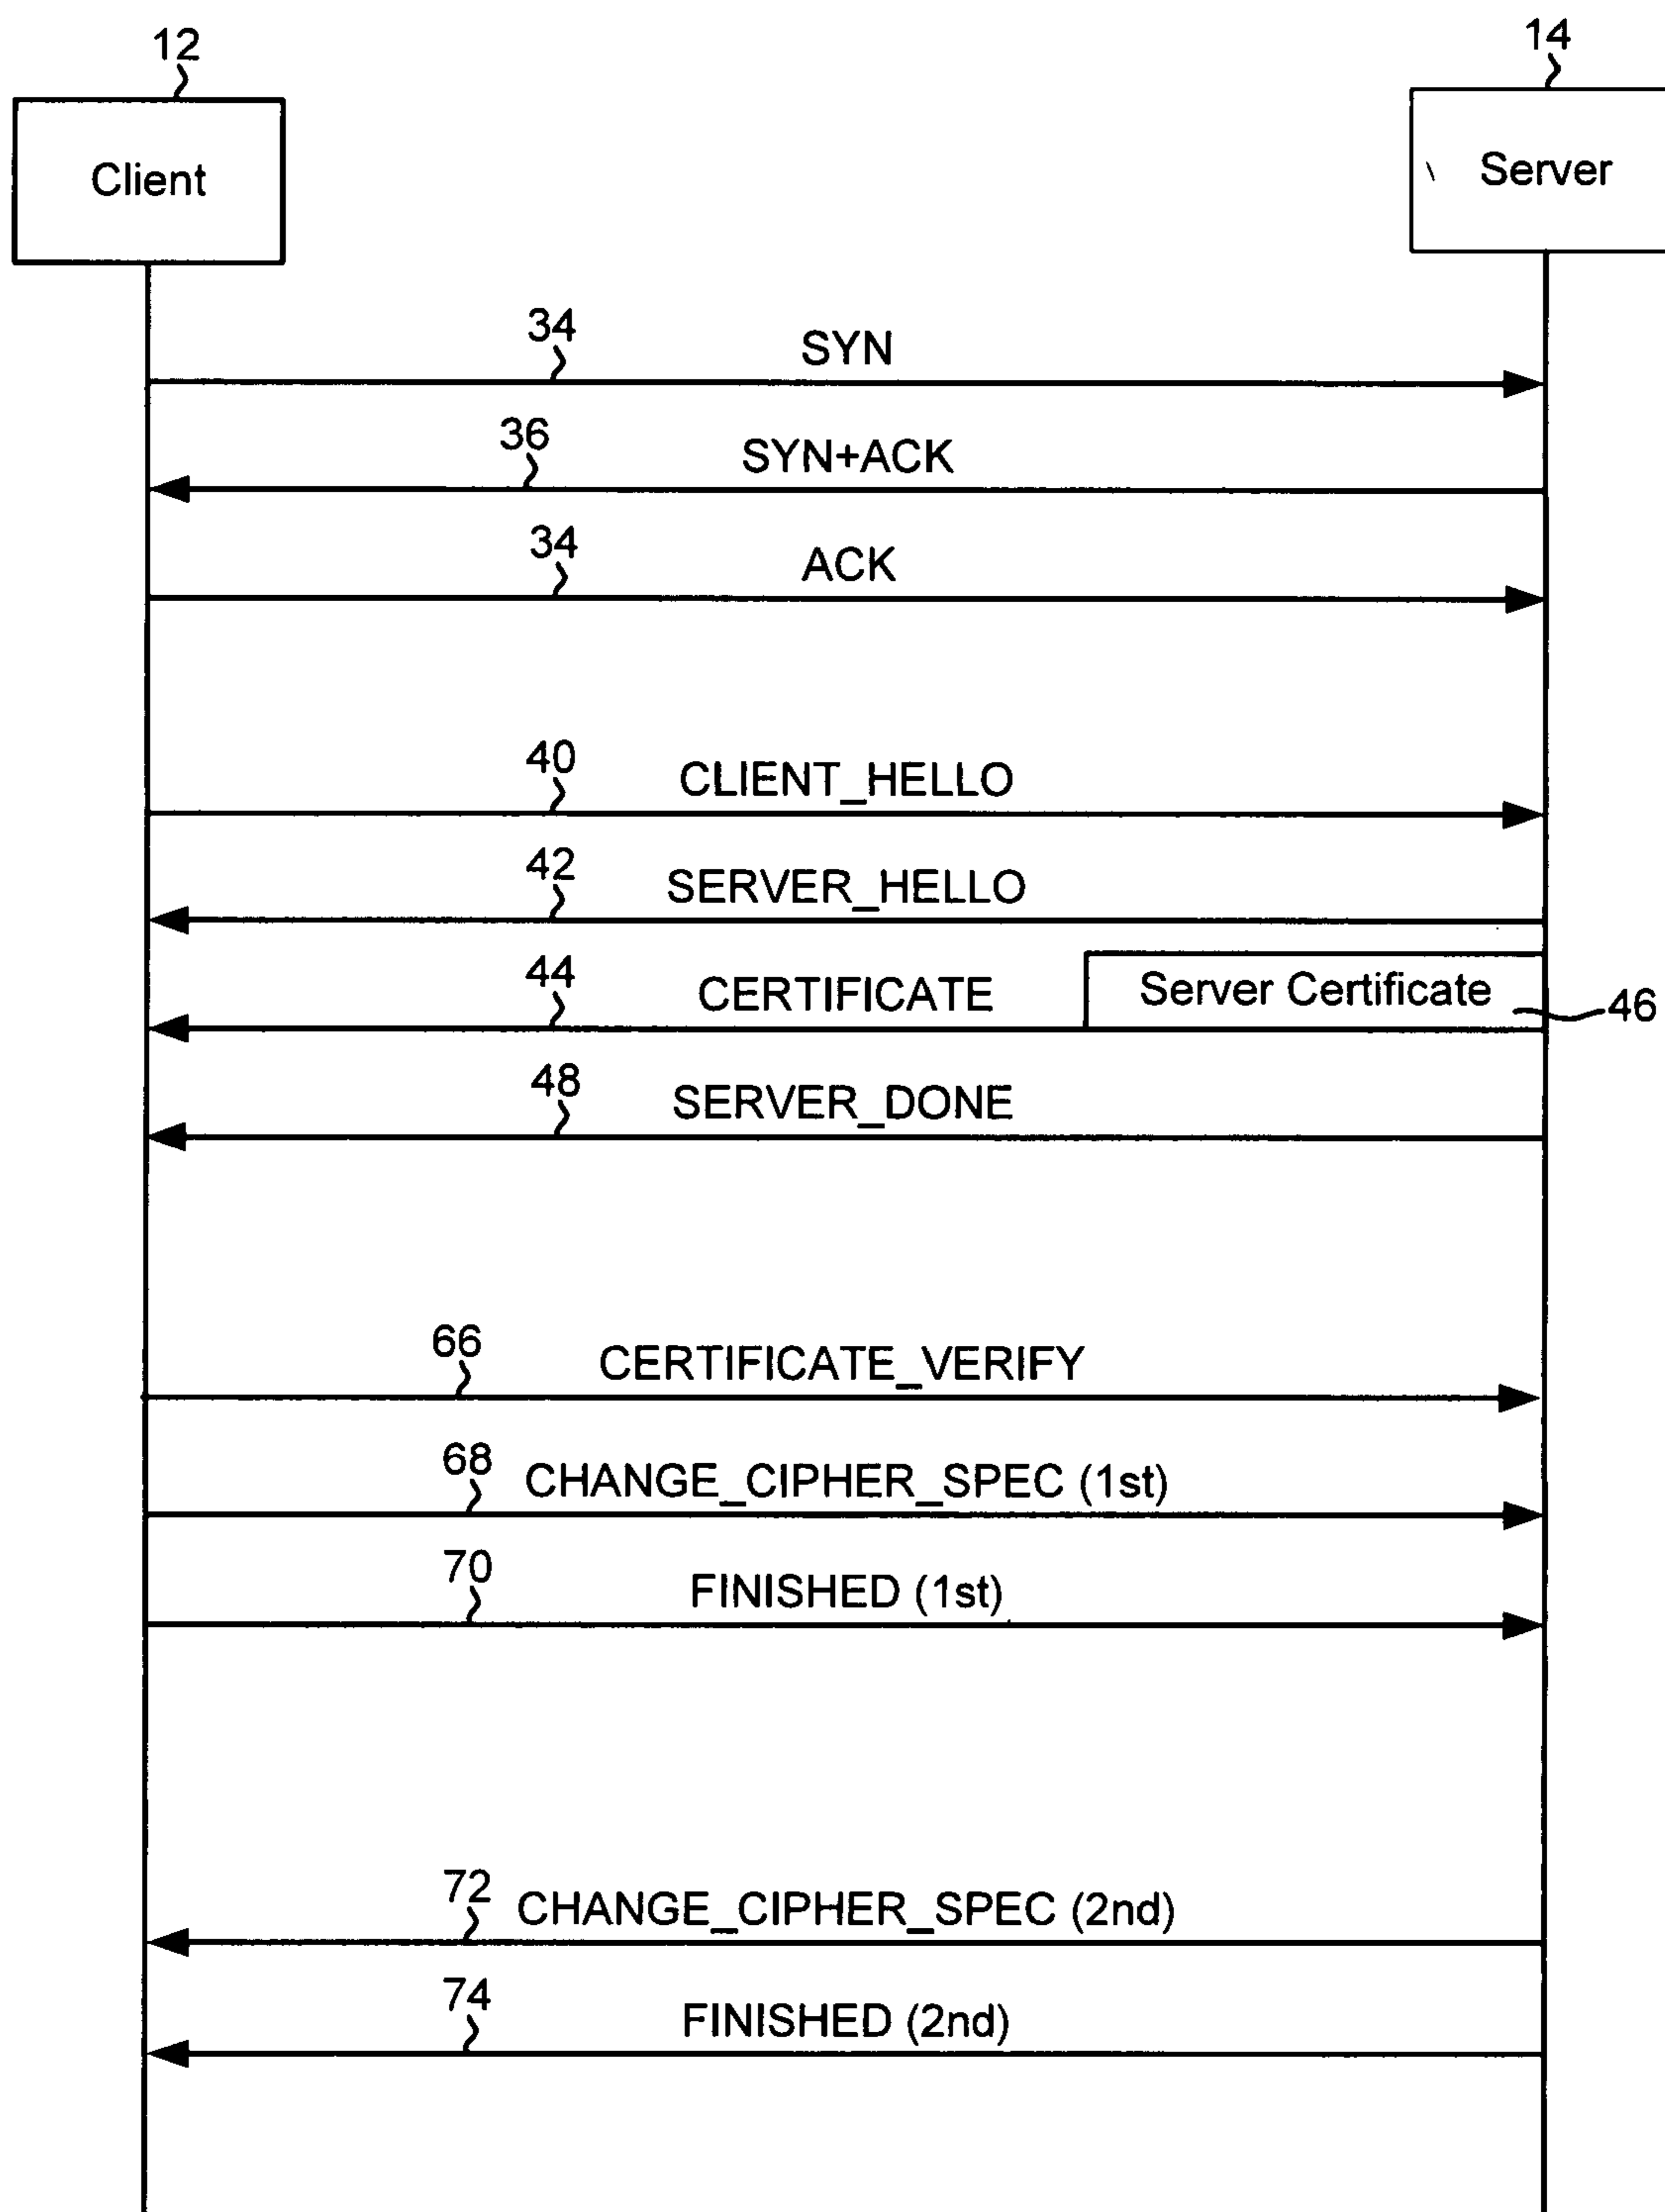 12
14
Client
Server
34
SYN
36
SYN+ACK
34
ACK
40
CLIENT_HELLO
42
SERVER_HELLO
44
CERTIFICATE
Server Certificate
46
48
SERVER_DONE
66
CERTIFICATE_VERIFY
68
CHANGE_CIPHER_SPEC (1st)
70
FINISHED (1st)
72
CHANGE_CIPHER_SPEC (2nd)
74
FINISHED (2nd)